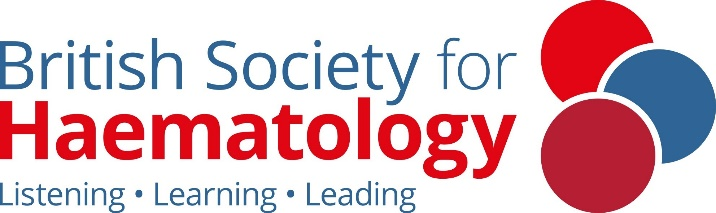 British Society for
Haematology
Listening • Learning • Leading